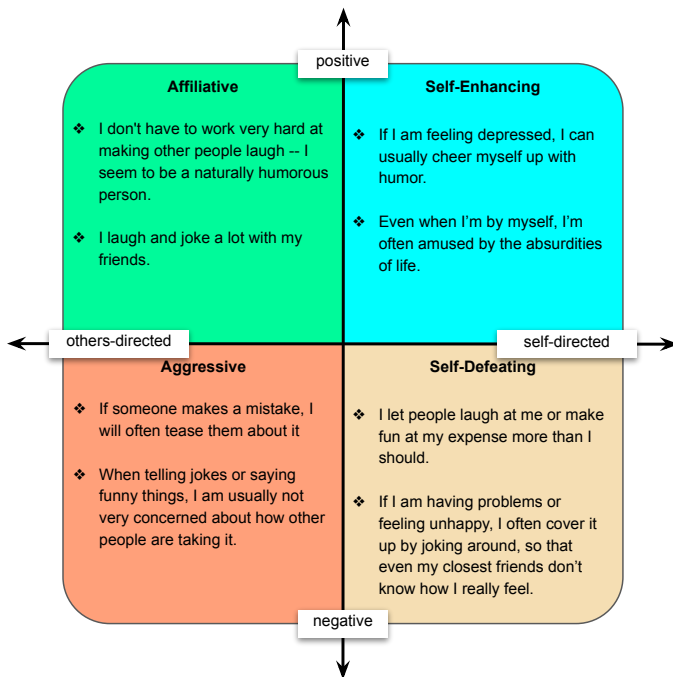 positive
Affiliative
❖ I don't have to work very hard at
making other people laugh -- I
seem to be a naturally humorous
person.
❖ I laugh and joke a lot with my
friends.
Self-Enhancing
❖ If I am feeling depressed, I can
usually cheer myself up with
humor.
❖ Even when I’m by myself, I’m
often amused by the absurdities
of life.
others-directed
self-directed
Aggressive
❖ If someone makes a mistake, I
will often tease them about it
❖ When telling jokes or saying
funny things, I am usually not
very concerned about how other
people are taking it.
Self-Defeating
❖ I let people laugh at me or make
fun at my expense more than I
should.
❖ If I am having problems or
feeling unhappy, I often cover it
up by joking around, so that
even my closest friends don’t
know how I really feel.
negative